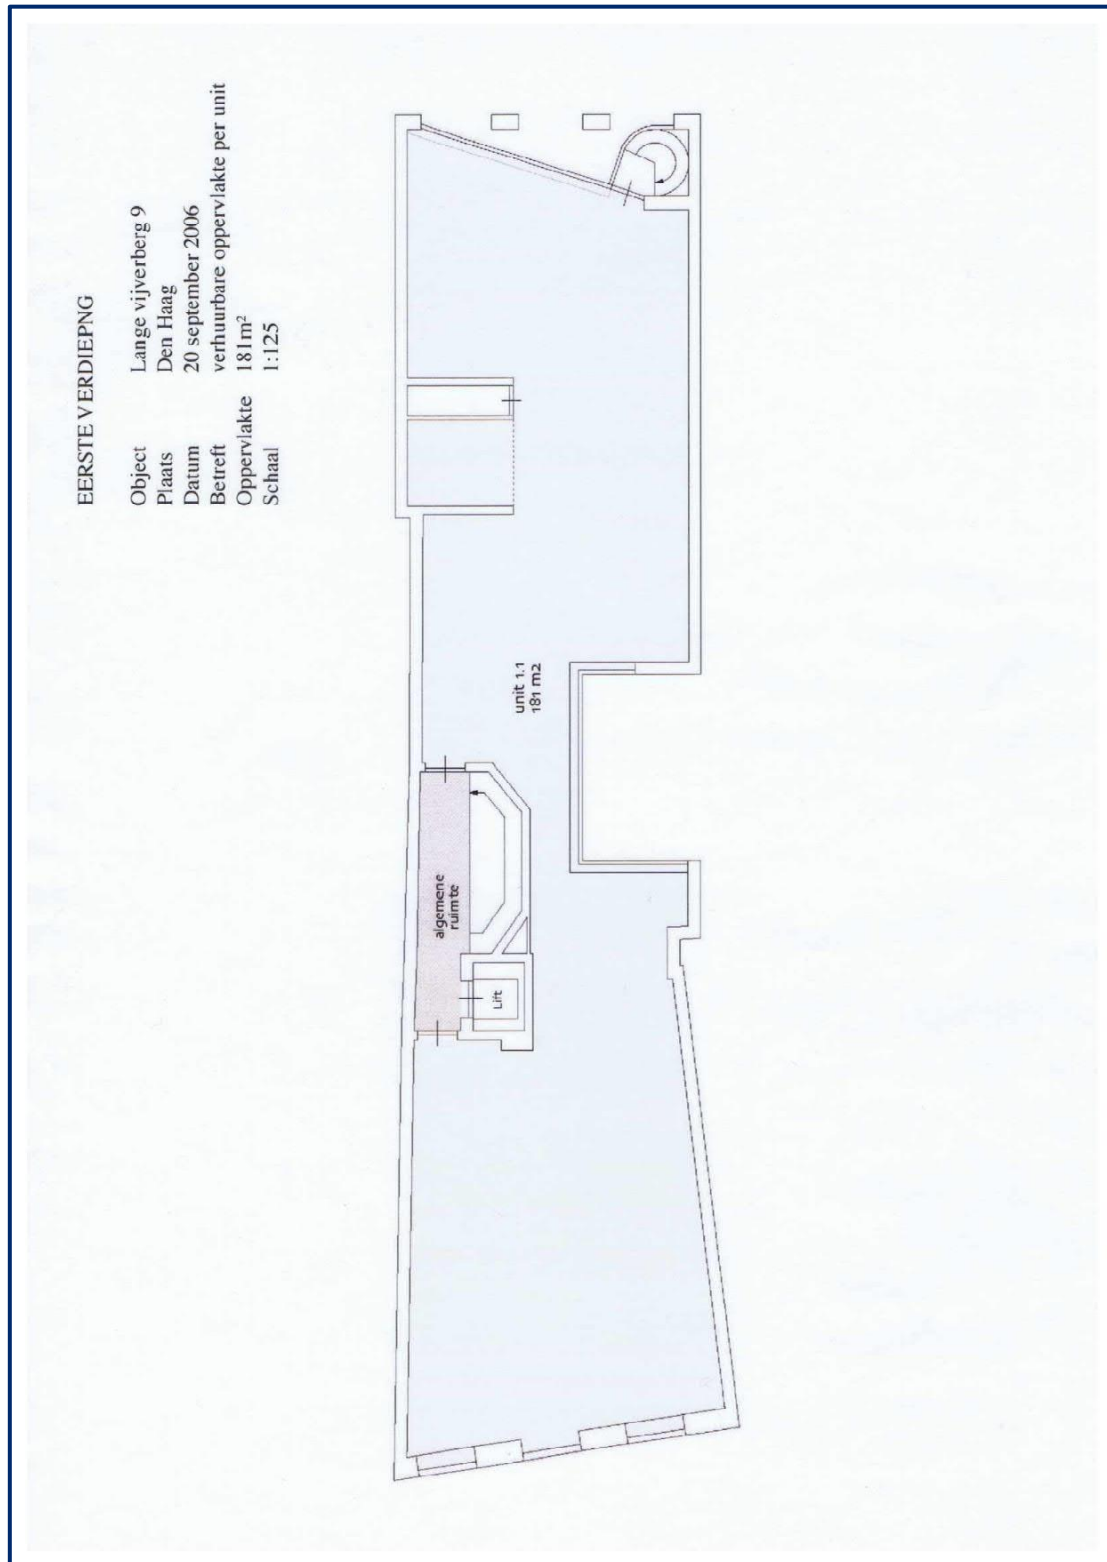 EERSTE VERDIEPNG
Object Lange vijverberg 9
Plaats Den Haag
Datum 20 september 2006
Betreft verhuurbare oppervlakte per unit
Oppervlakte 181m²
Schaal 1:125
unit 1.1
181 m2
algemene
ruimte
Lift